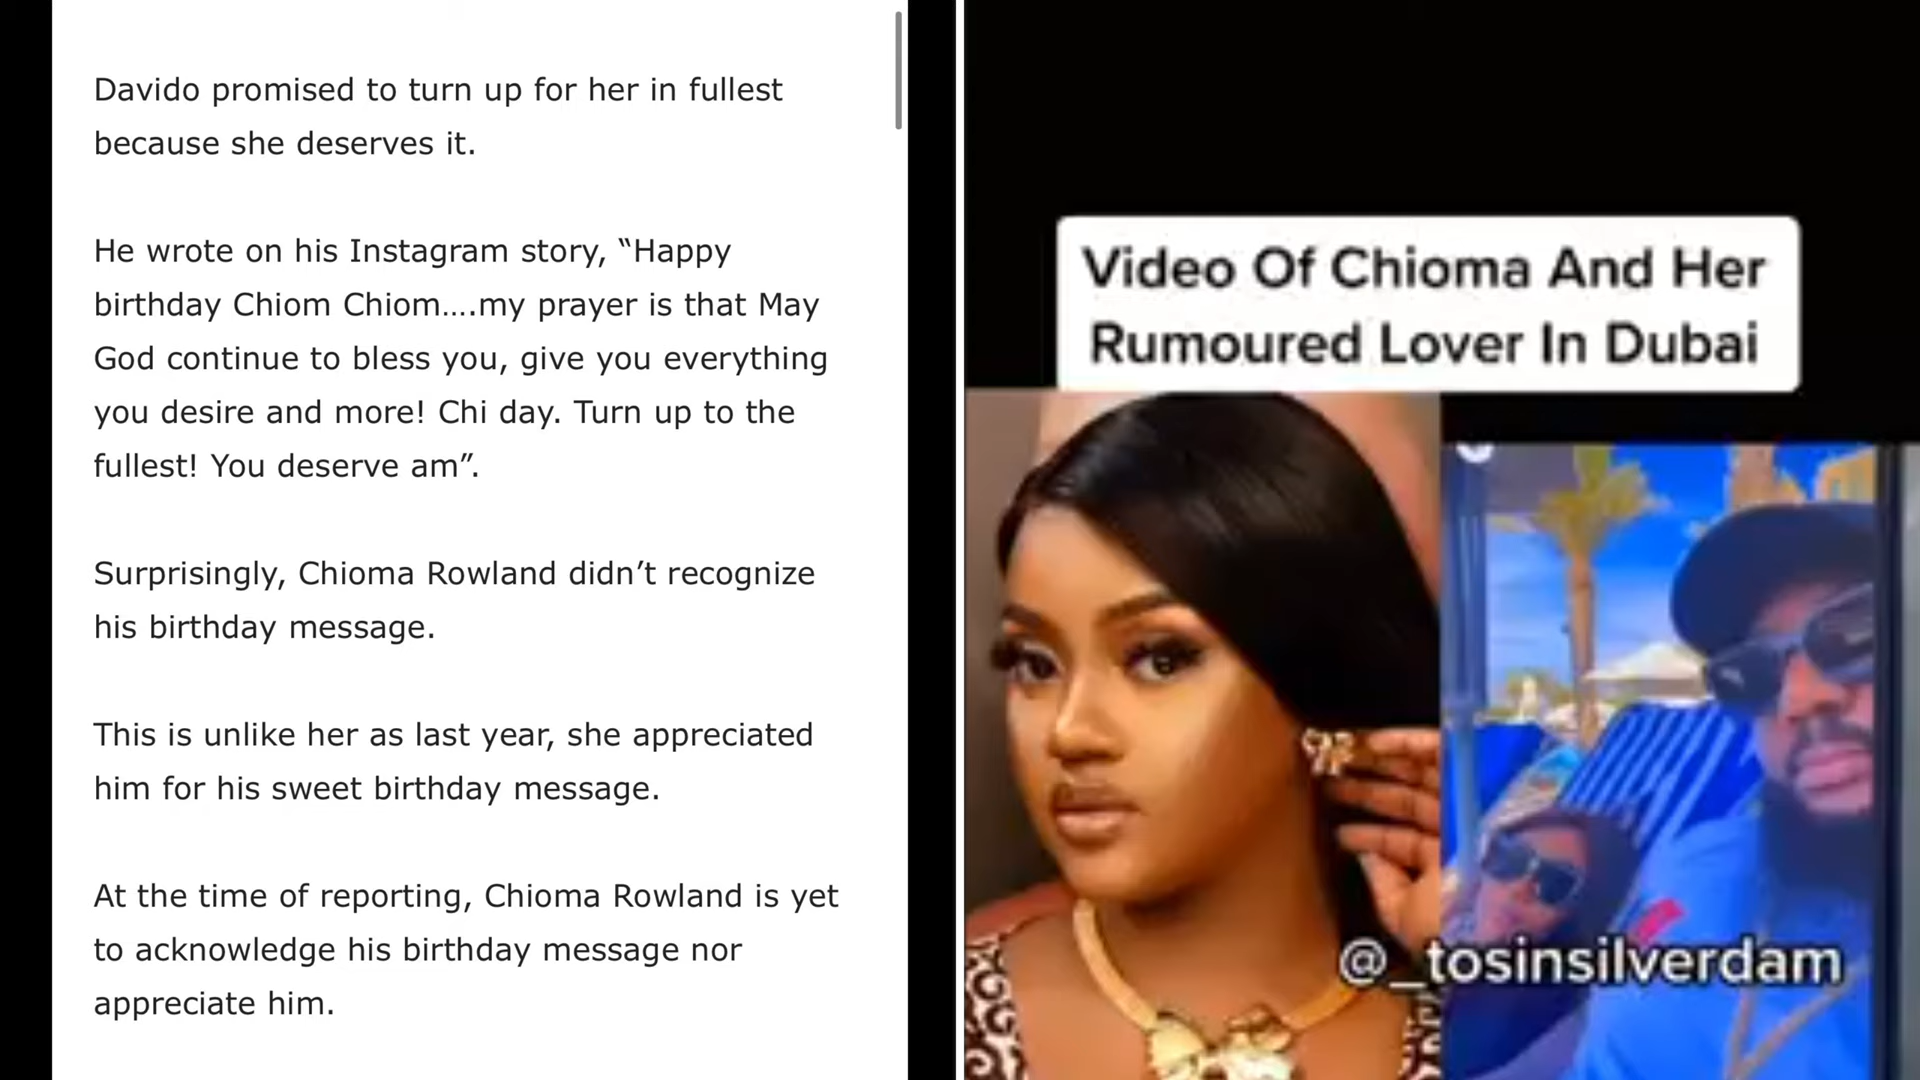 Davido promised to turn up for her in fullest
because she deserves it.
He wrote on his Instagram story, “Happy
birthday Chiom Chiom….my prayer is that May
God continue to bless you, give you everything
you desire and more! Chi day. Turn up to the
fullest! You deserve am”.
Surprisingly, Chioma Rowland didn’t recognize
his birthday message.
This is unlike her as last year, she appreciated
him for his sweet birthday message.
At the time of reporting, Chioma Rowland is yet
to acknowledge his birthday message nor
appreciate him.
Video Of Chioma And Her
Rumoured Lover In Dubai
@_tosinsilverdam